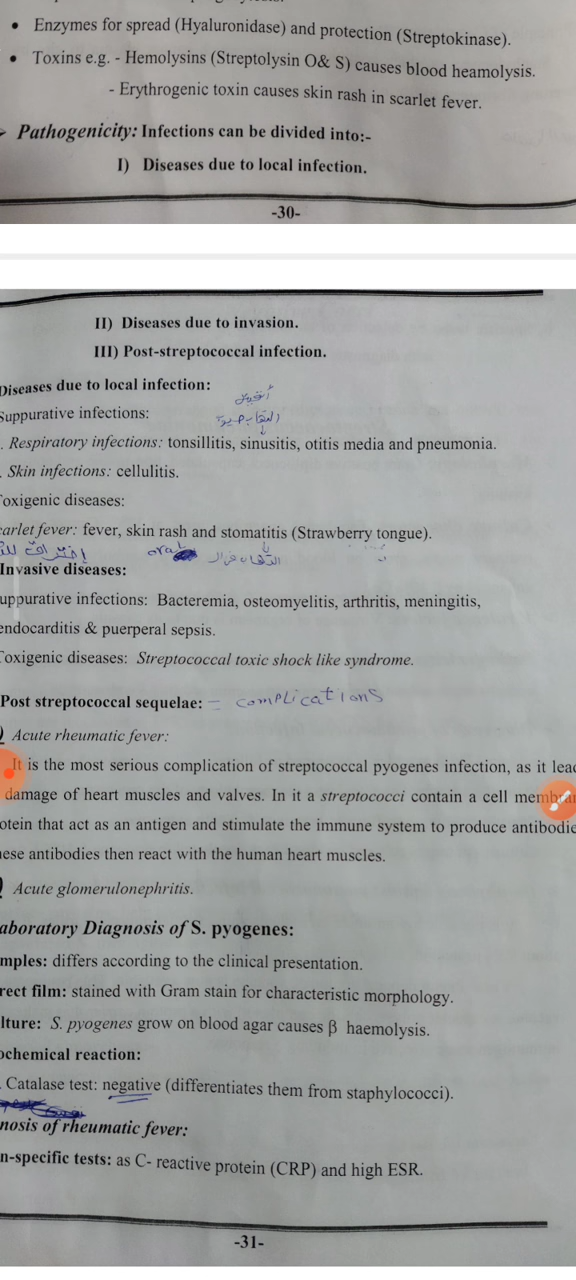 • Enzymes for spread (Hyaluronidase) and protection (Streptokinase).
• Toxins e.g. - Hemolysins (Streptolysin O& S) causes blood heamolysis.
- Erythrogenic toxin causes skin rash in scarlet fever.
Pathogenicity: Infections can be divided into:-
I) Diseases due to local infection.
-30-
II) Diseases due to invasion.
III) Post-streptococcal infection.
Diseases due to local infection:
Suppurative infections:
. Respiratory infections: tonsillitis, sinusitis, otitis media and pneumonia.
. Skin infections: cellulitis.
oxigenic diseases:
arlet fever: fever, skin rash and stomatitis (Strawberry tongue).
oral
Invasive diseases:
uppurative infections: Bacteremia, osteomyelitis, arthritis, meningitis,
endocarditis & puerperal sepsis.
oxigenic diseases: Streptococcal toxic shock like syndrome.
Post streptococcal sequelae: = complications
) Acute rheumatic fever:
It is the most serious complication of streptococcal pyogenes infection, as it lead
damage of heart muscles and valves. In it a streptococci contain a cell membra
otein that act as an antigen and stimulate the immune system to produce antibodie
ese antibodies then react with the human heart muscles.
) Acute glomerulonephritis.
aboratory Diagnosis of S. pyogenes:
mples: differs according to the clinical presentation.
rect film: stained with Gram stain for characteristic morphology.
lture: S. pyogenes grow on blood agar causes β haemolysis.
ochemical reaction:
. Catalase test: negative (differentiates them from staphylococci).
nosis of rheumatic fever:
n-specific tests: as C- reactive protein (CRP) and high ESR.
-31-